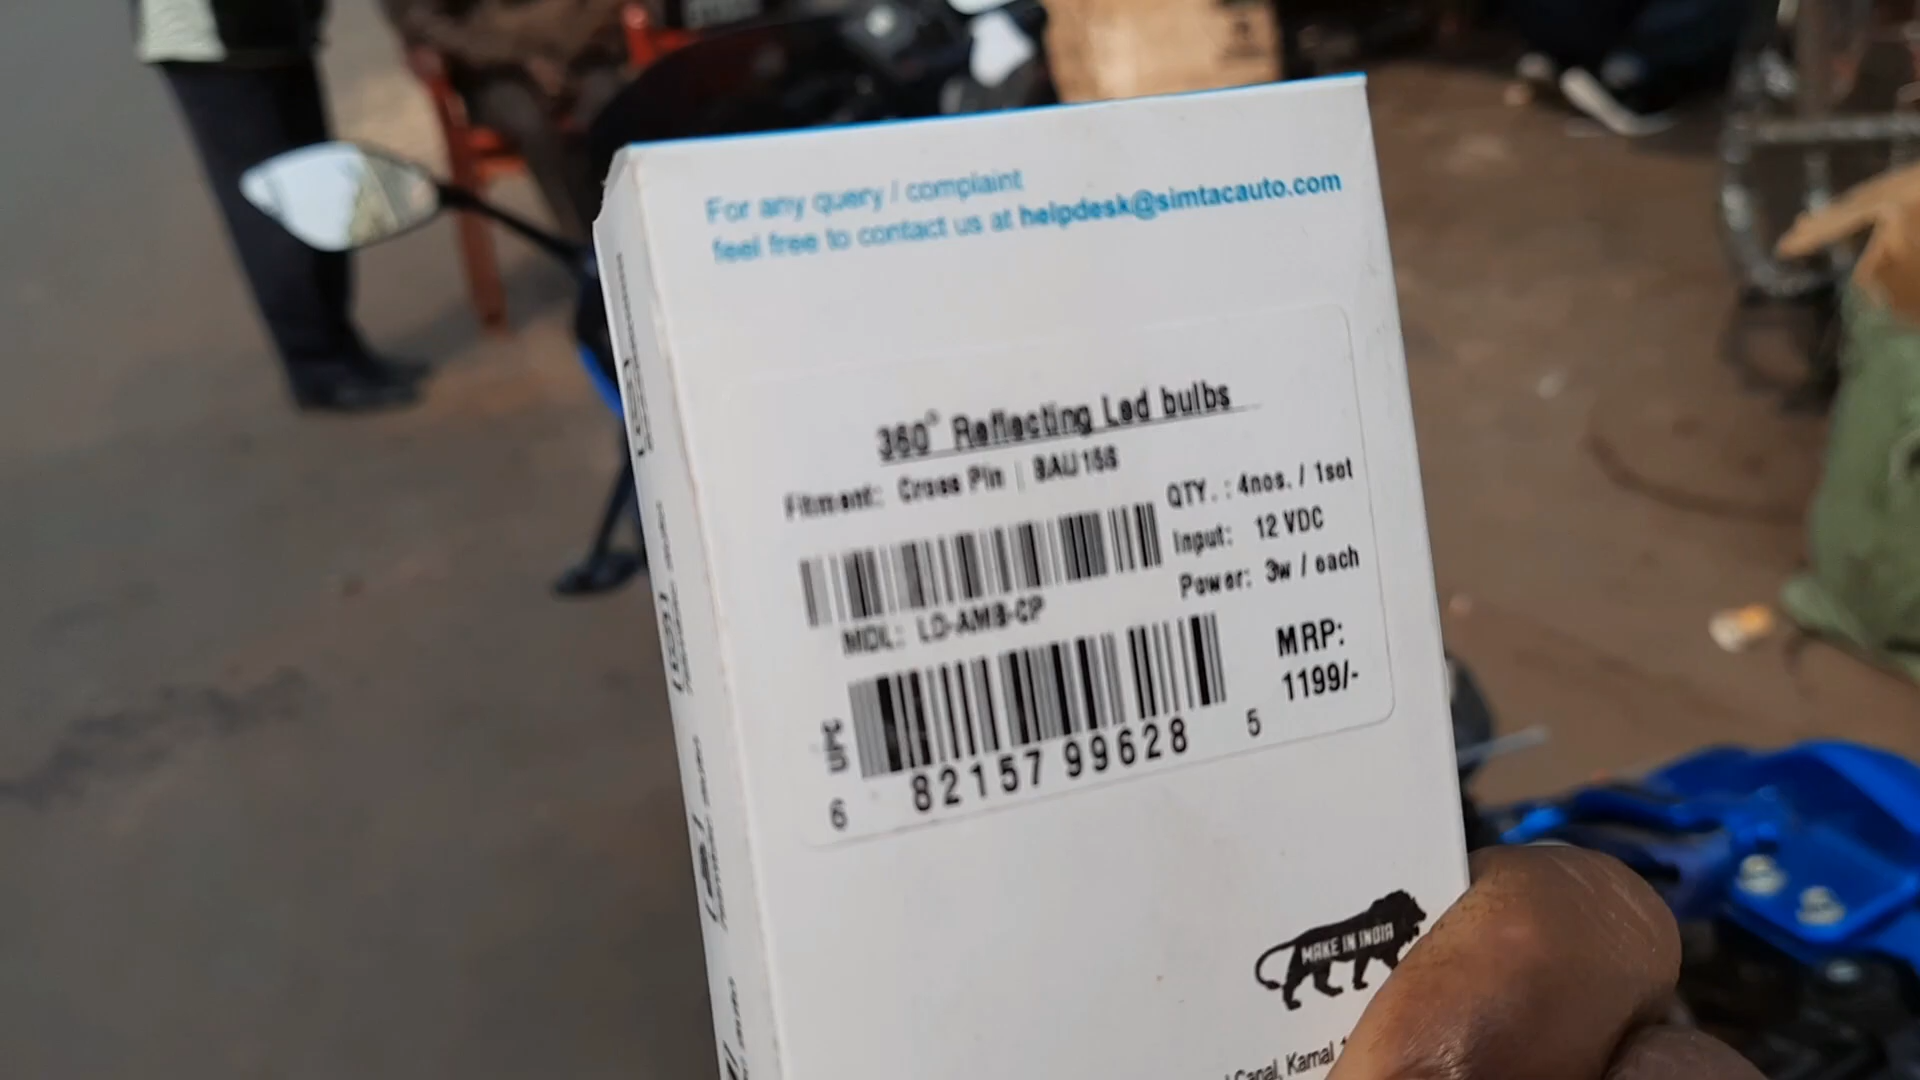 For any query / complaint
feel free to contact us at helpdesk@simtacauto.com
360° Reflecting Led bulbs
Fitment: Cross Pin | BAU15S
QTY. : 4nos. / 1set
Input: 12 VDC
Power: 3w / each
MDL: LD-AMB-CP
MRP:
1199/-
UPC
6 82157 99628 5
MAKE IN INDIA
Canal, Karnal